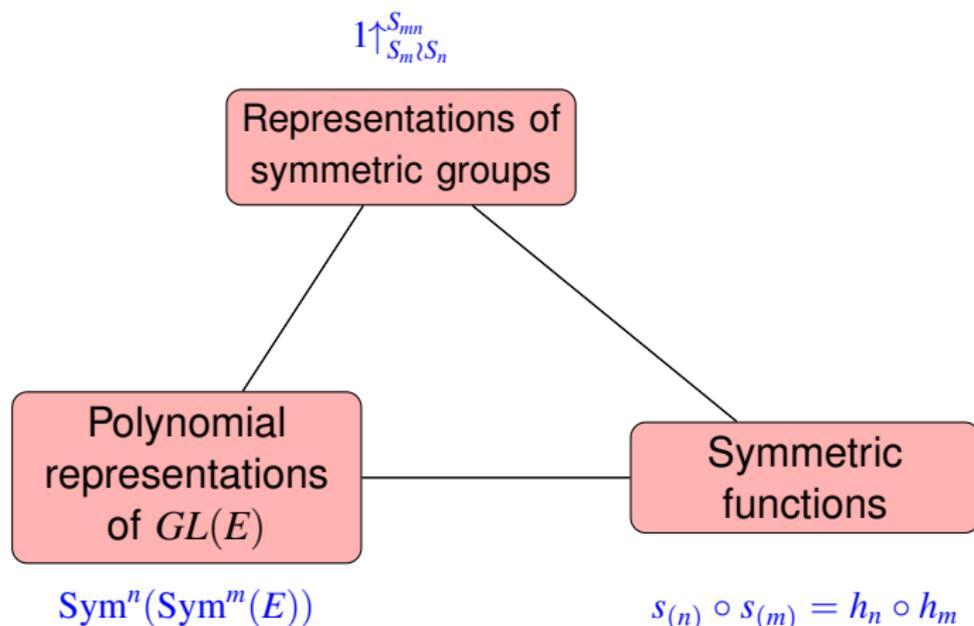 1↑_{S_m≀S_n}^{S_{mn}}
Representations of
symmetric groups
Polynomial
representations
of GL(E)
Symmetric
functions
Sym^n(Sym^m(E))
s_{(n)} ∘ s_{(m)} = h_n ∘ h_m